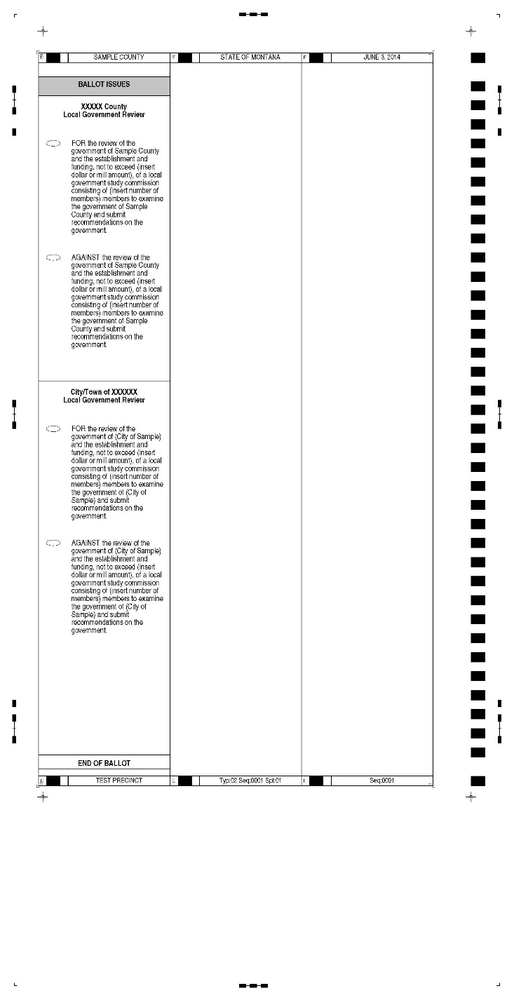 SAMPLE COUNTY
STATE OF MONTANA
JUNE 3, 2014
BALLOT ISSUES
XXXXX County
Local Government Review
FOR the review of the
government of Sample County
and the establishment and
funding, not to exceed (insert
dollar or mill amount), of a local
government study commission
consisting of (insert number of
members) members to examine
the government of Sample
County and submit
recommendations on the
government.
AGAINST the review of the
government of Sample County
and the establishment and
funding, not to exceed (insert
dollar or mill amount), of a local
government study commission
consisting of (insert number of
members) members to examine
the government of Sample
County and submit
recommendations on the
government.
City/Town of XXXXXX
Local Government Review
FOR the review of the
government of (City of Sample)
and the establishment and
funding, not to exceed (insert
dollar or mill amount), of a local
government study commission
consisting of (insert number of
members) members to examine
the government of (City of
Sample) and submit
recommendations on the
government.
AGAINST the review of the
government of (City of Sample)
and the establishment and
funding, not to exceed (insert
dollar or mill amount), of a local
government study commission
consisting of (insert number of
members) members to examine
the government of (City of
Sample) and submit
recommendations on the
government.
END OF BALLOT
TEST PRECINCT
Typ:02 Seq:0001 Spl:01
Seq:0001